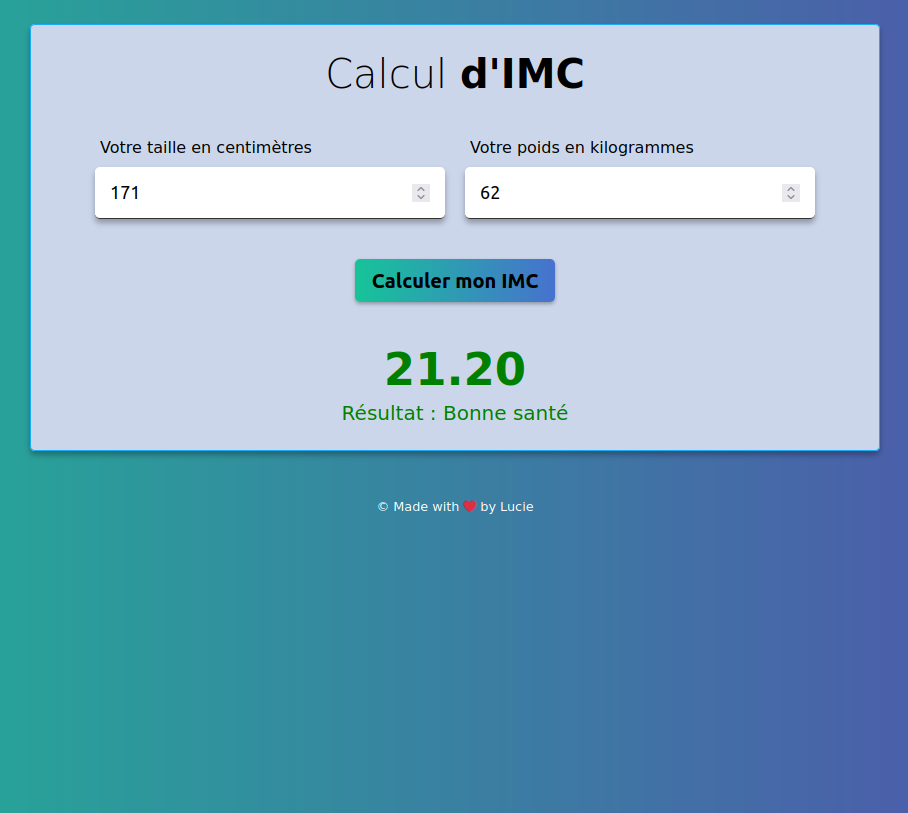 Calcul d'IMC
Votre taille en centimètres
Votre poids en kilogrammes
171
62
Calculer mon IMC
21.20
Résultat : Bonne santé
© Made with ❤️ by Lucie